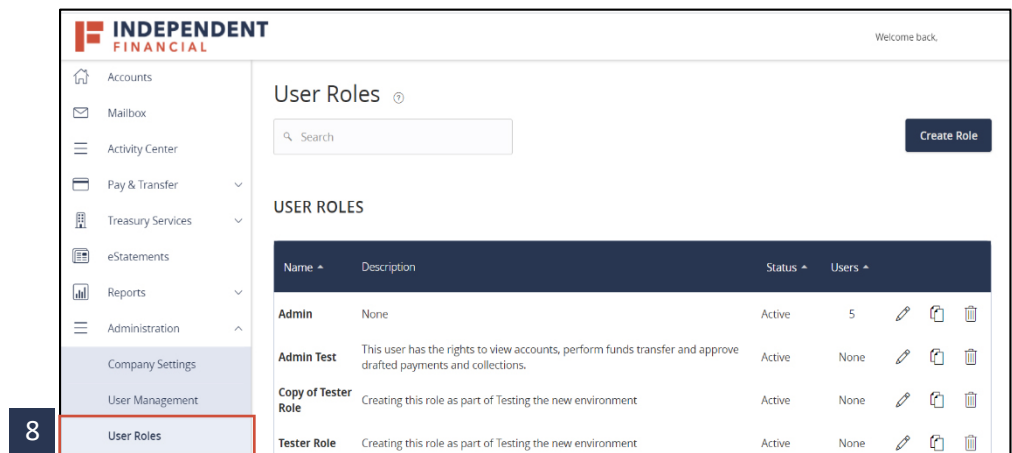 INDEPENDENT
FINANCIAL
Welcome back,
Accounts
Mailbox
Activity Center
Pay & Transfer
Treasury Services
eStatements
Reports
Administration
Company Settings
User Management
8
User Roles
User Roles ?
Search
Create Role
USER ROLES
Name Description Status Users
Admin None Active 5
Admin Test This user has the rights to view accounts, perform funds transfer and approve
drafted payments and collections. Active None
Copy of Tester
Role Creating this role as part of Testing the new environment Active None
Tester Role Creating this role as part of Testing the new environment Active None